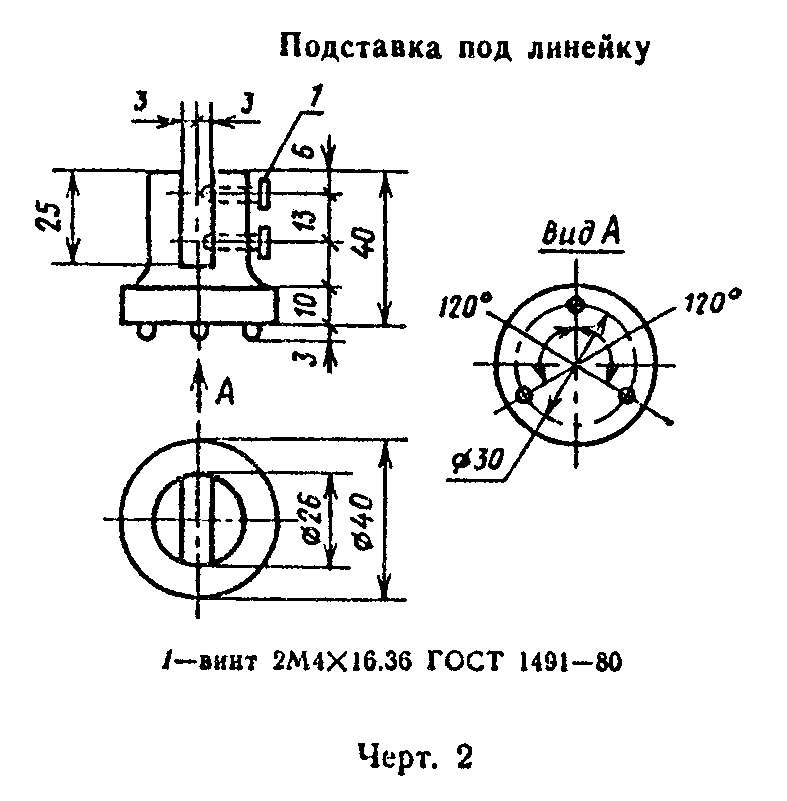 Подставка под линейку
3 3 1
6
25 13 40
10
3
А
Вид А
120° 120°
ø30
ø26 ø40
1—винт 2М4×16.36 ГОСТ 1491—80
Черт. 2